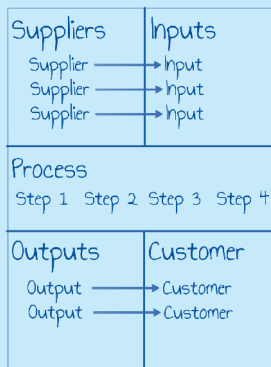 Suppliers Inputs
Supplier Input
Supplier Input
Supplier Input
Process
Step 1 Step 2 Step 3 Step 4
Outputs Customer
Output Customer
Output Customer